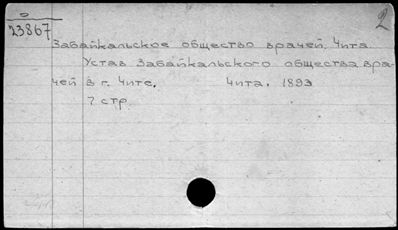 2
23867
Забайкальское общество врачей. Чита
Устав Забайкальского общества вра-
чей в г. Чите.   Чита, 1893
7 стр.